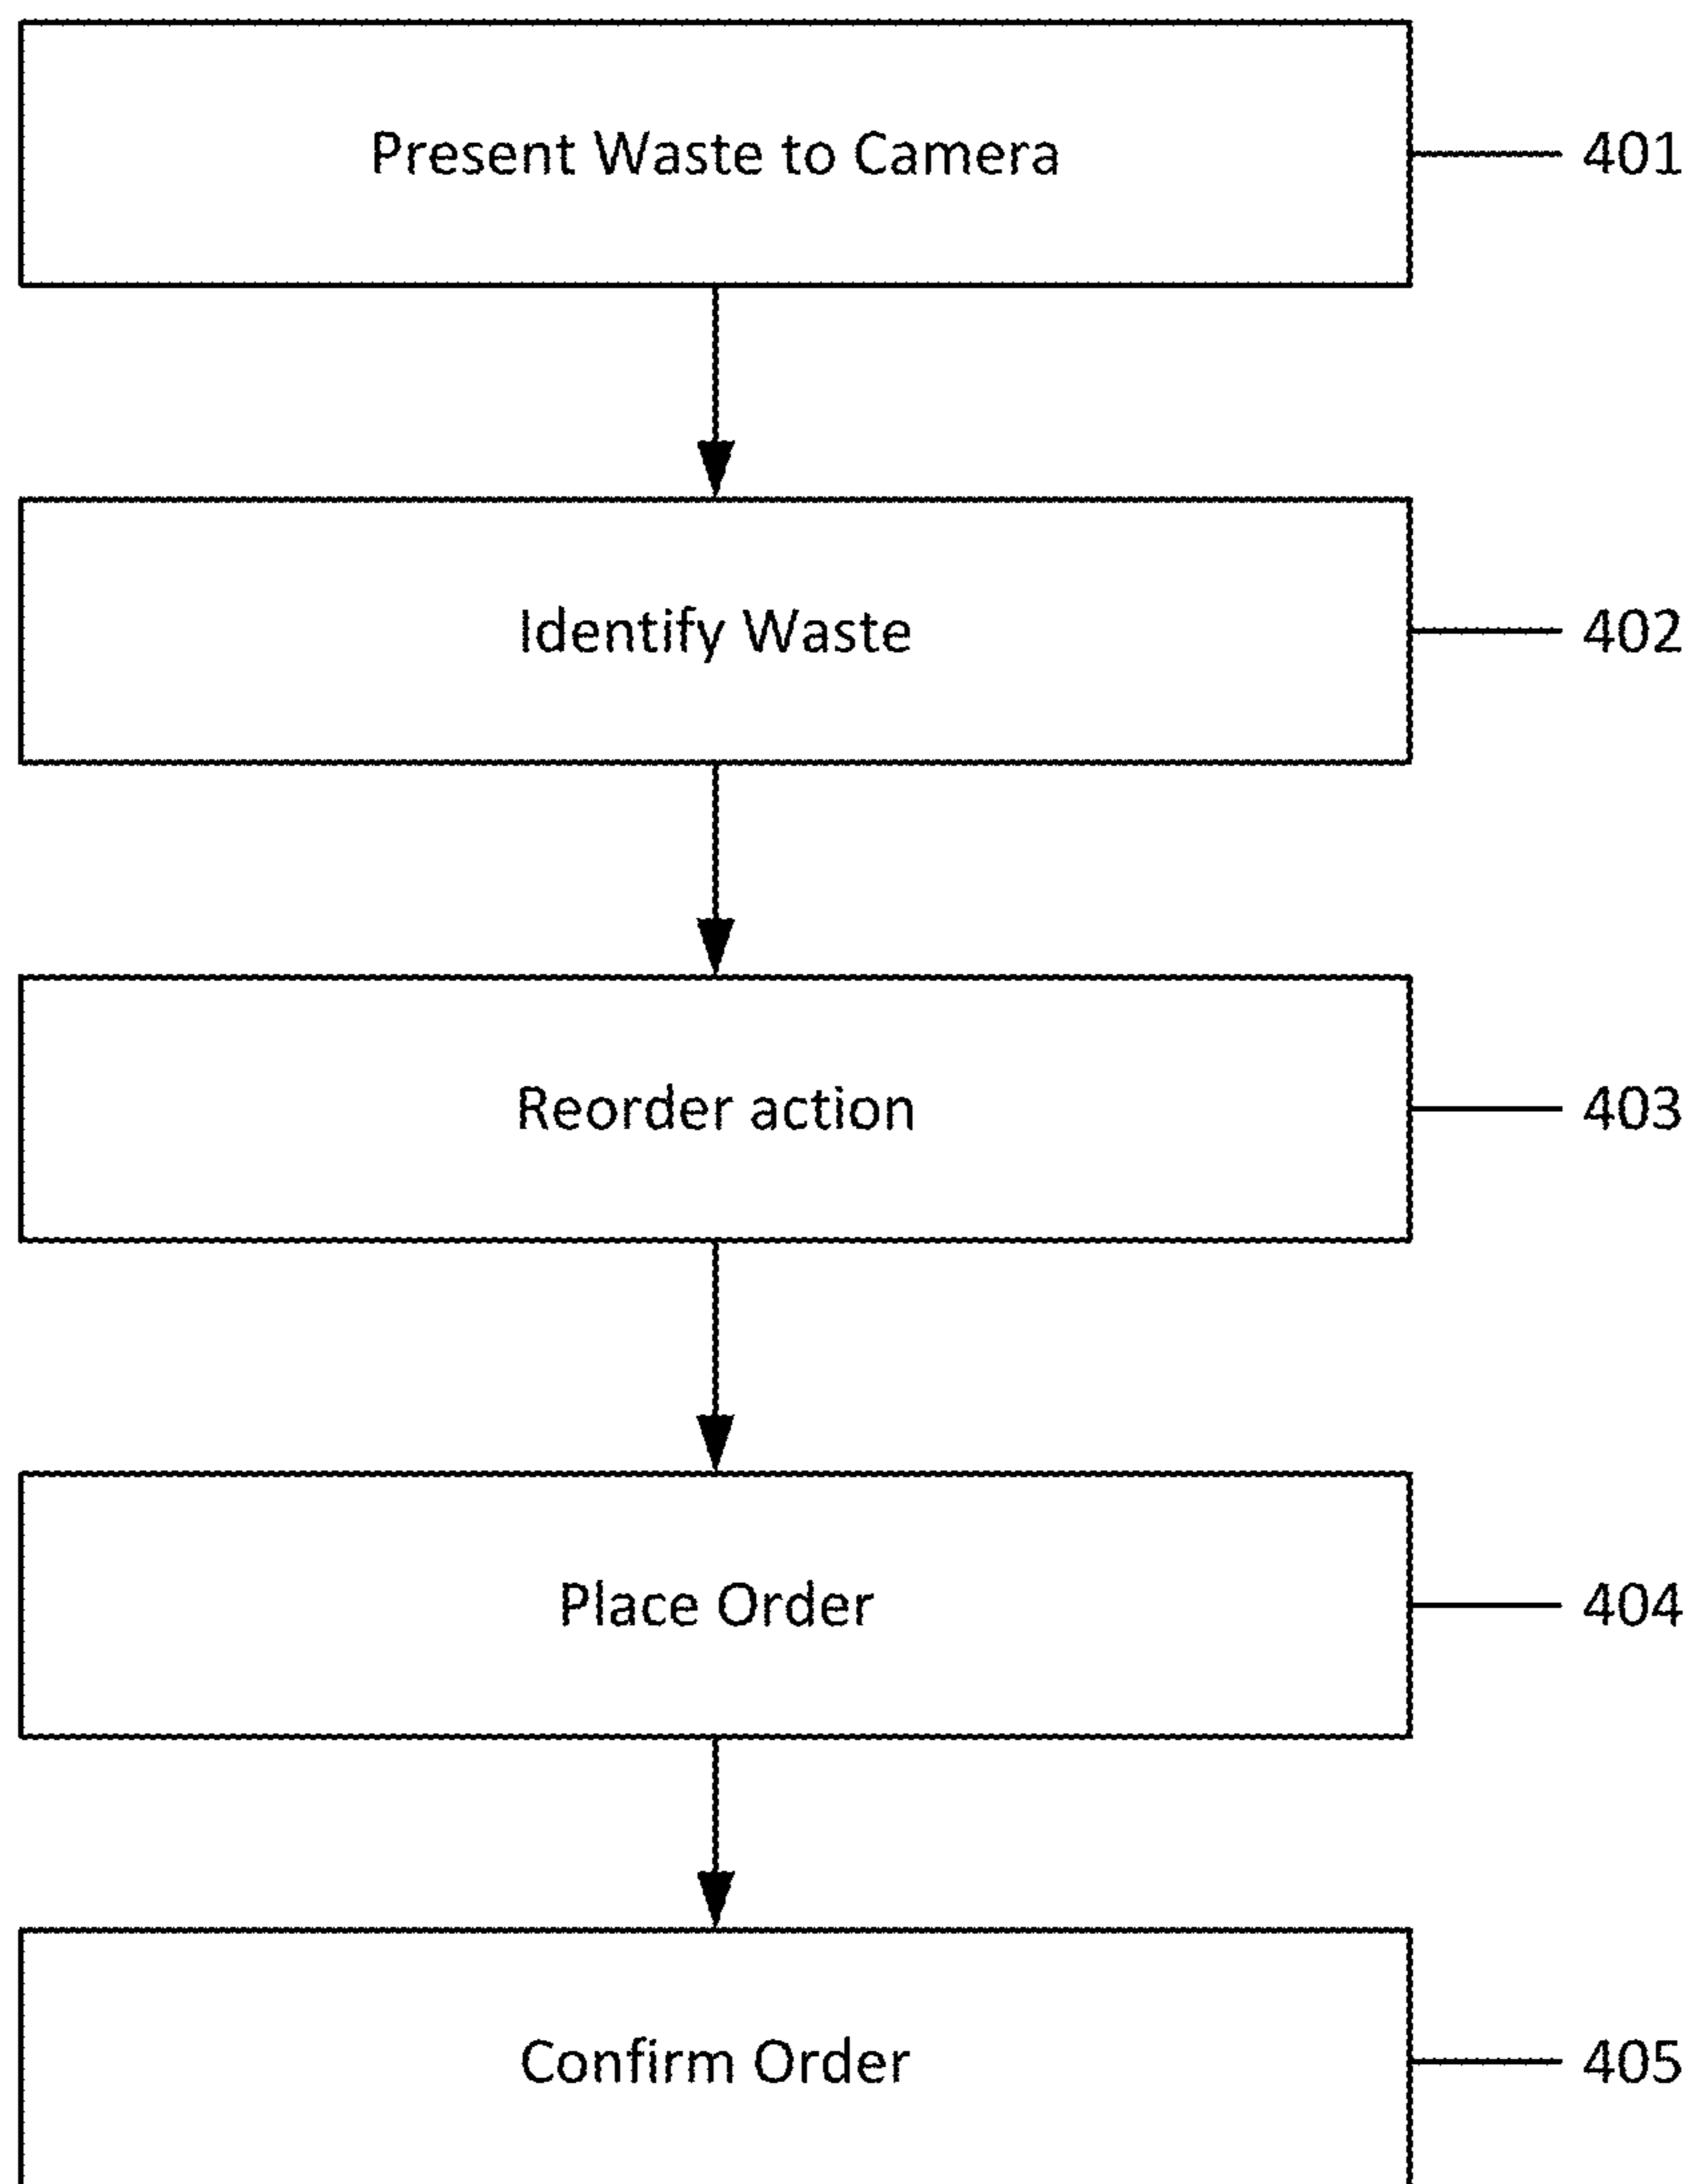 Present Waste to Camera 401
Identify Waste 402
Reorder action 403
Place Order 404
Confirm Order 405